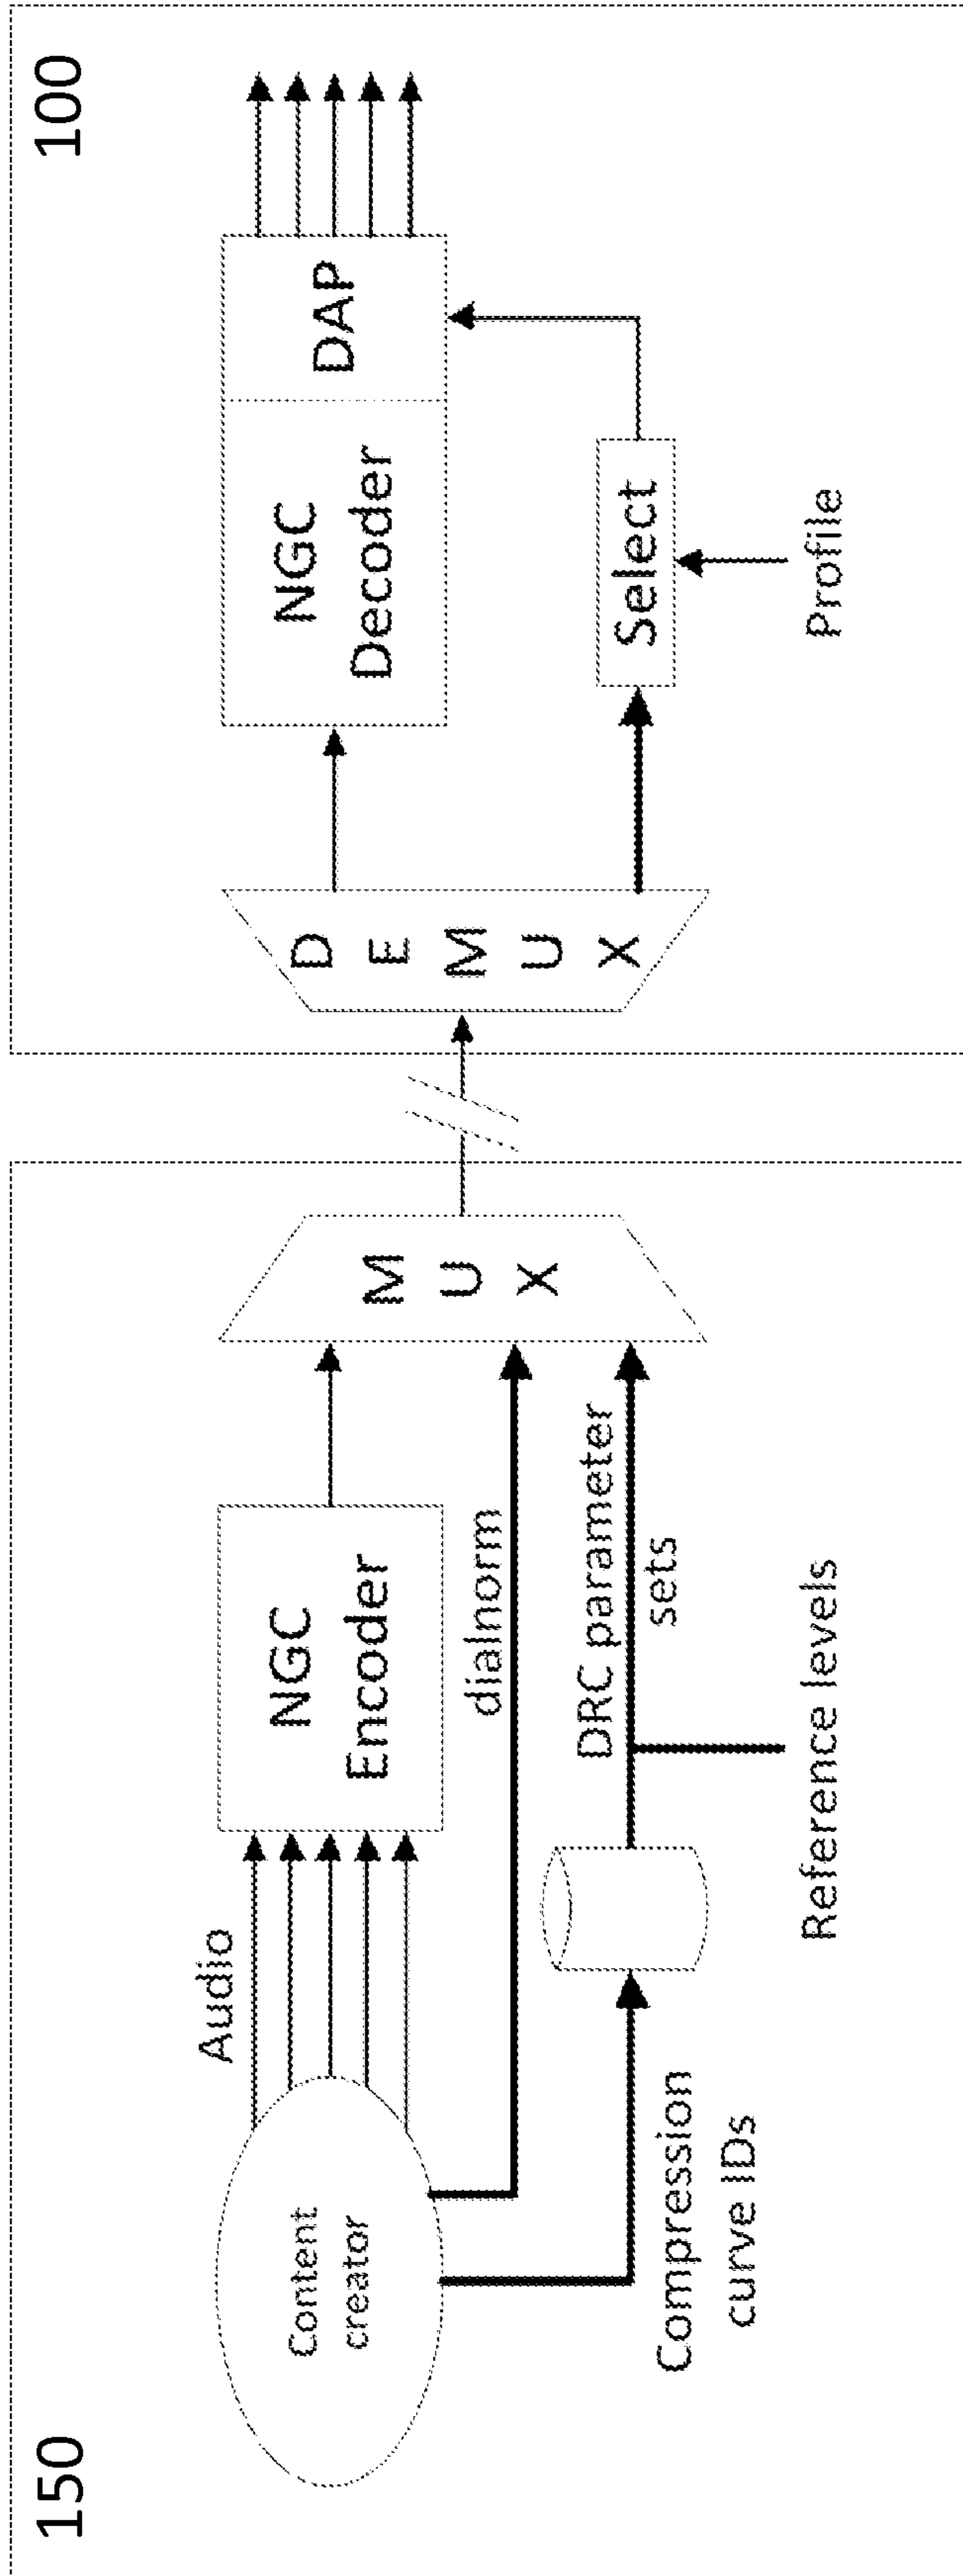 150
Content
creator
Audio
NGC
Encoder
dialnorm
DRC parameter
sets
Compression
curve IDs
Reference levels
M
U
X
100
D
E
M
U
X
NGC
Decoder
DAP
Select
Profile